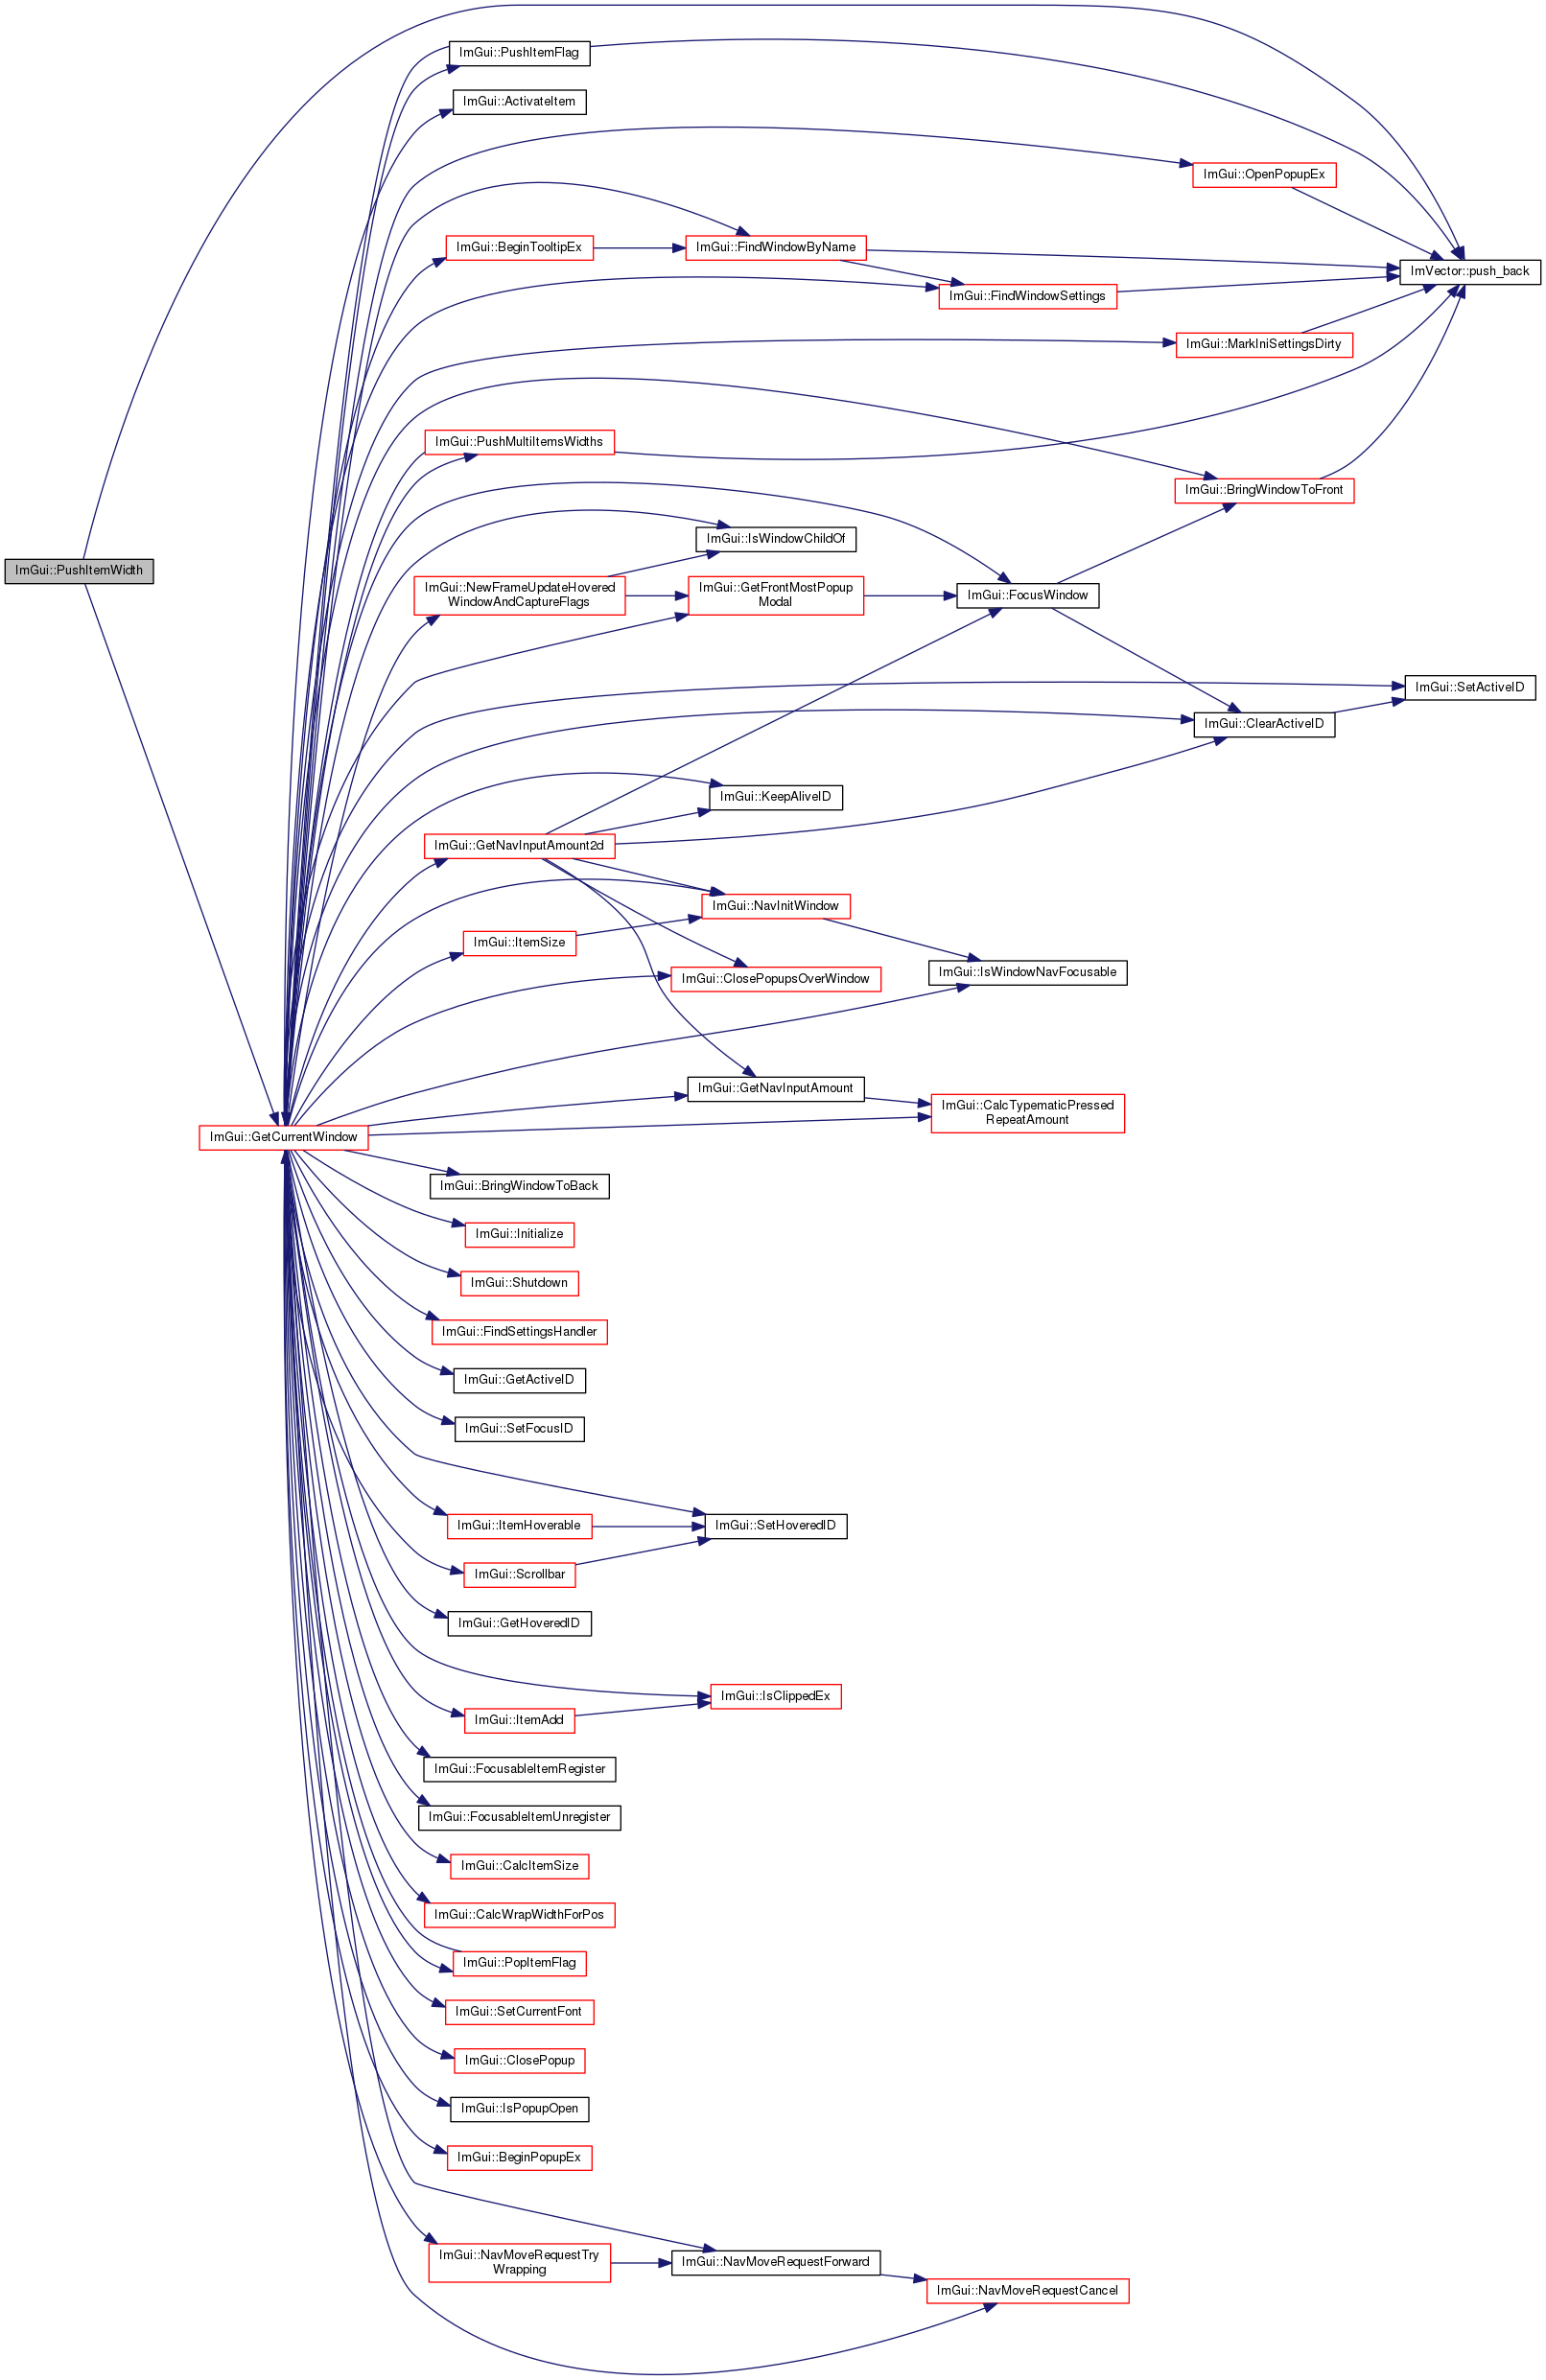 ImGui::PushItemFlag
ImGui::ActivateItem
ImGui::OpenPopupEx
ImGui::BeginTooltipEx
ImGui::FindWindowByName
ImVector::push_back
ImGui::FindWindowSettings
ImGui::MarkIniSettingsDirty
ImGui::PushMultiItemsWidths
ImGui::BringWindowToFront
ImGui::IsWindowChildOf
ImGui::PushItemWidth
ImGui::NewFrameUpdateHovered
WindowAndCaptureFlags
ImGui::GetFrontMostPopup
Modal
ImGui::FocusWindow
ImGui::SetActiveID
ImGui::ClearActiveID
ImGui::KeepAliveID
ImGui::GetNavInputAmount2d
ImGui::NavInitWindow
ImGui::ItemSize
ImGui::ClosePopupsOverWindow
ImGui::IsWindowNavFocusable
ImGui::GetNavInputAmount
ImGui::CalcTypematicPressed
RepeatAmount
ImGui::GetCurrentWindow
ImGui::BringWindowToBack
ImGui::Initialize
ImGui::Shutdown
ImGui::FindSettingsHandler
ImGui::GetActiveID
ImGui::SetFocusID
ImGui::ItemHoverable
ImGui::SetHoveredID
ImGui::Scrollbar
ImGui::GetHoveredID
ImGui::IsClippedEx
ImGui::ItemAdd
ImGui::FocusableItemRegister
ImGui::FocusableItemUnregister
ImGui::CalcItemSize
ImGui::CalcWrapWidthForPos
ImGui::PopItemFlag
ImGui::SetCurrentFont
ImGui::ClosePopup
ImGui::IsPopupOpen
ImGui::BeginPopupEx
ImGui::NavMoveRequestTry
Wrapping
ImGui::NavMoveRequestForward
ImGui::NavMoveRequestCancel